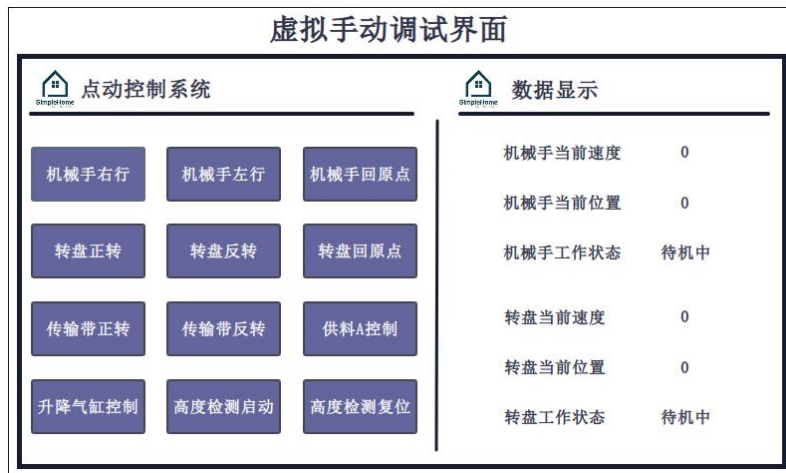 虚拟手动调试界面
SimpleHome
点动控制系统
机械手右行 机械手左行 机械手回原点
转盘正转 转盘反转 转盘回原点
传输带正转 传输带反转 供料A控制
升降气缸控制 高度检测启动 高度检测复位
SimpleHome
数据显示
机械手当前速度 0
机械手当前位置 0
机械手工作状态 待机中
转盘当前速度 0
转盘当前位置 0
转盘工作状态 待机中